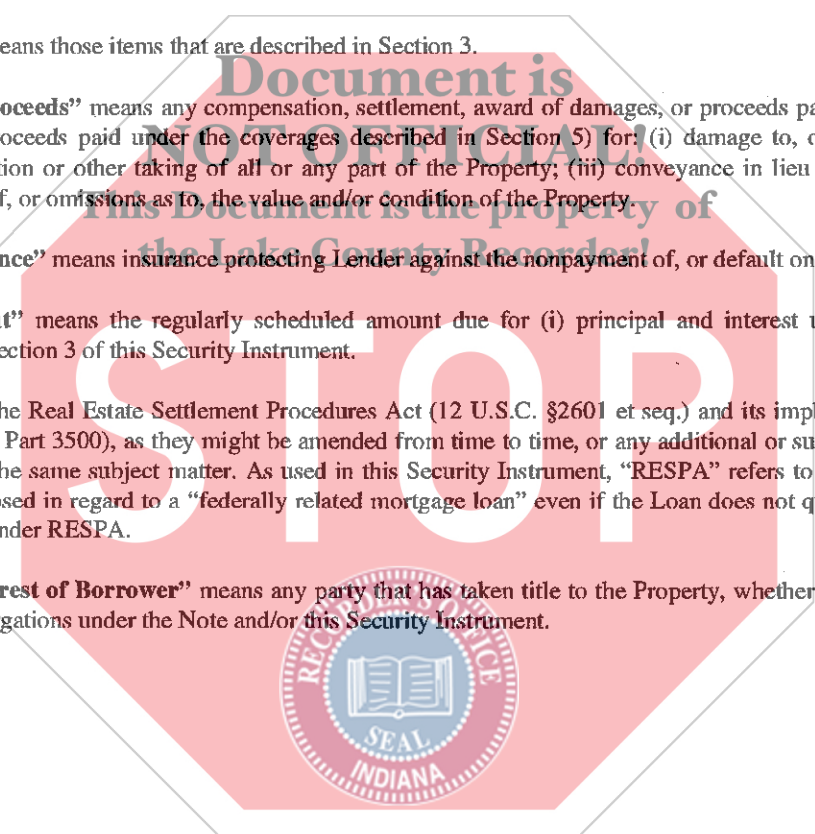 eans those items that are described in Section 3.
Document is
oceeds” means any compensation, settlement, award of damages, or proceeds pa
NOT OFFICIAL!
oceeds paid under the coverages described in Section 5) for: (i) damage to, o
tion or other taking of all or any part of the Property; (iii) conveyance in lieu
f, or omissions as to, the value and/or condition of the Property.
This Document is the property of
the Lake County Recorder!
nce” means insurance protecting Lender against the nonpayment of, or default on
t” means the regularly scheduled amount due for (i) principal and interest u
ection 3 of this Security Instrument.
STOP
he Real Estate Settlement Procedures Act (12 U.S.C. §2601 et seq.) and its impl
Part 3500), as they might be amended from time to time, or any additional or su
he same subject matter. As used in this Security Instrument, “RESPA” refers to
osed in regard to a “federally related mortgage loan” even if the Loan does not q
nder RESPA.
rest of Borrower” means any party that has taken title to the Property, whether
gations under the Note and/or this Security Instrument.
RECORDER'S OFFICE
SEAL
INDIANA